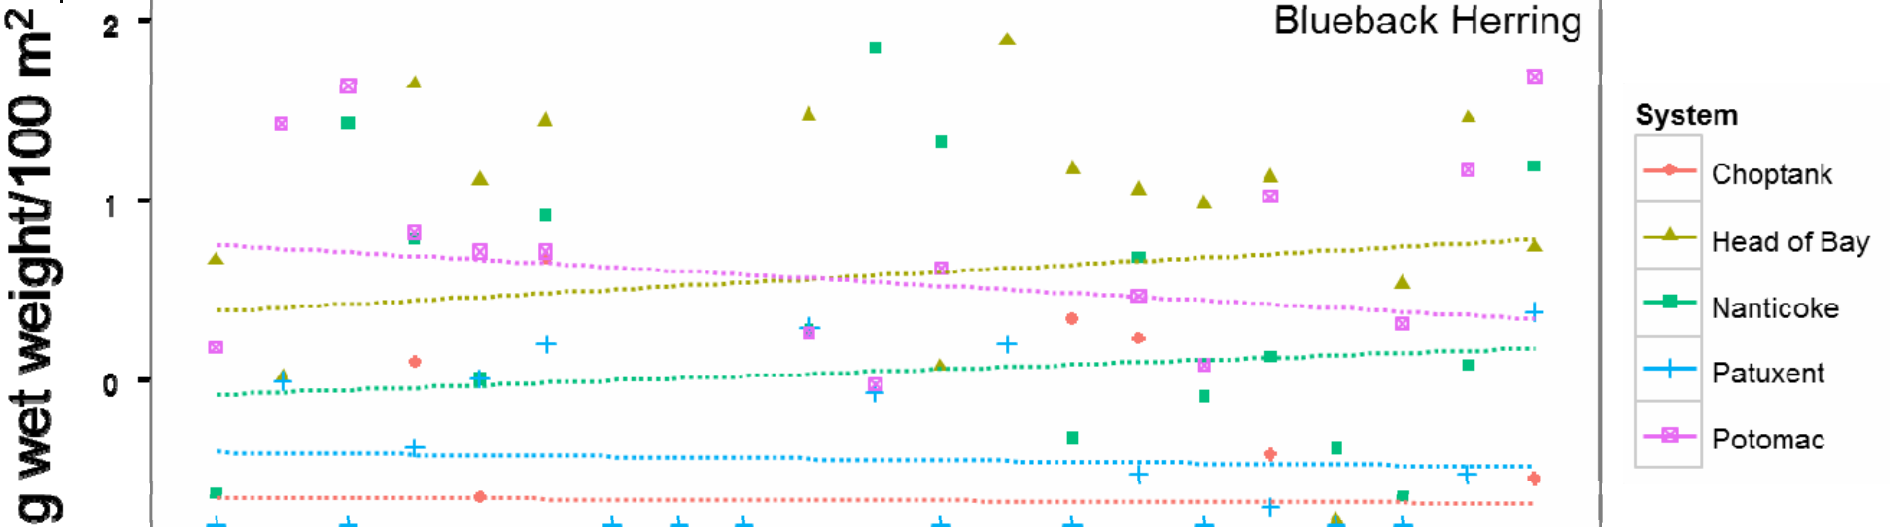 g wet weight/100 m²
2
1
0
Blueback Herring
System
Choptank
Head of Bay
Nanticoke
Patuxent
Potomac